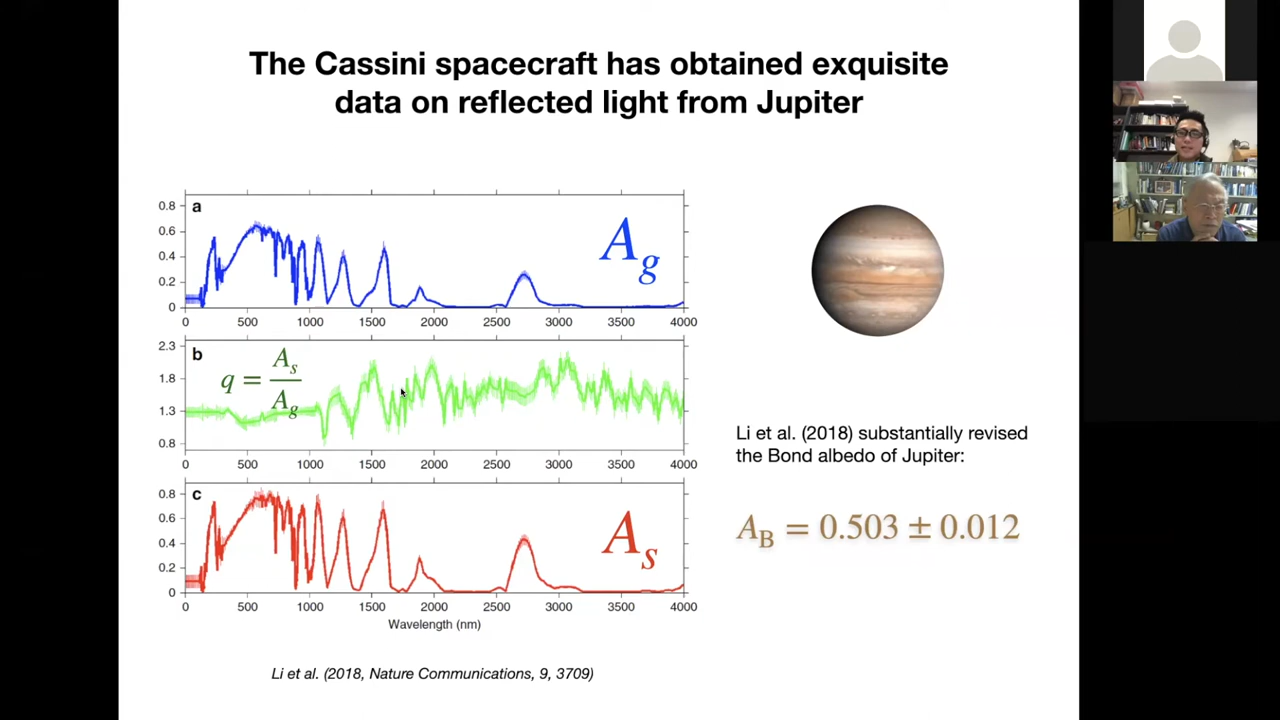 The Cassini spacecraft has obtained exquisite
data on reflected light from Jupiter
a
0.8
0.6
0.4
0.2
0
A_g
0 500 1000 1500 2000 2500 3000 3500 4000
b
2.3
1.8
1.3
0.8
q = A_s / A_g
0 500 1000 1500 2000 2500 3000 3500 4000
c
0.8
0.6
0.4
0.2
0
A_s
0 500 1000 1500 2000 2500 3000 3500 4000
Wavelength (nm)
Li et al. (2018, Nature Communications, 9, 3709)
Li et al. (2018) substantially revised
the Bond albedo of Jupiter:
A_B = 0.503 ± 0.012